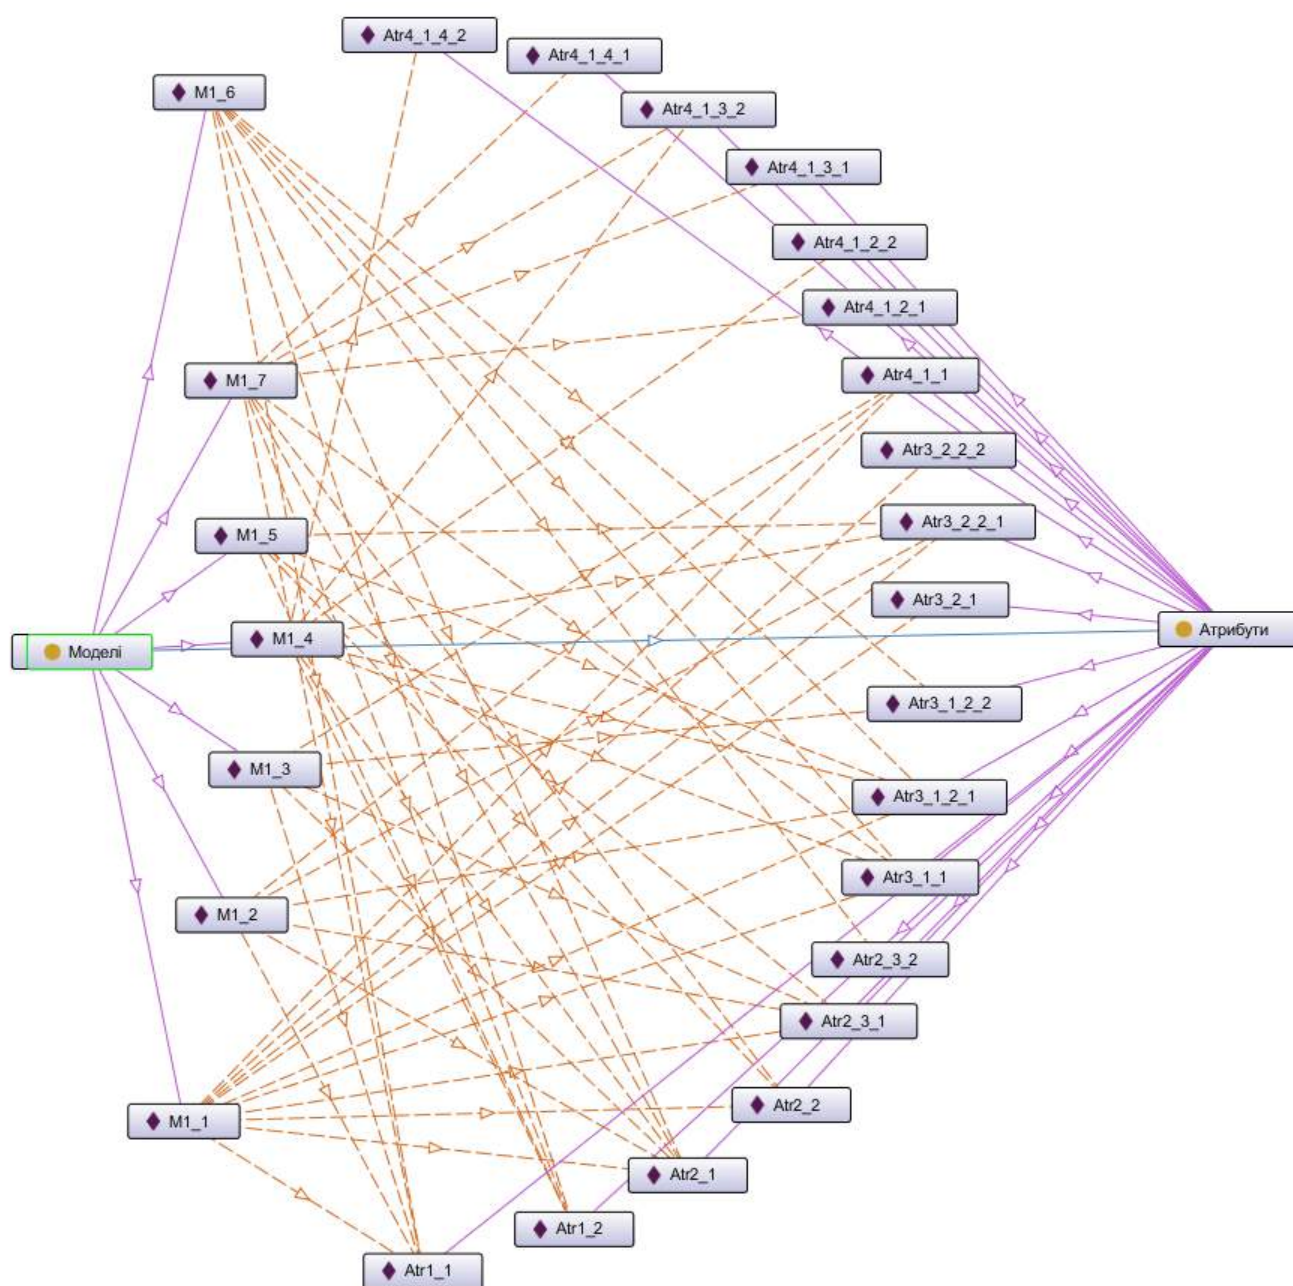 Atr4_1_4_2
Atr4_1_4_1
M1_6
Atr4_1_3_2
Atr4_1_3_1
Atr4_1_2_2
Atr4_1_2_1
M1_7
Atr4_1_1
Atr3_2_2_2
M1_5
Atr3_2_2_1
Atr3_2_1
M1_4
Атрибути
Моделі
Atr3_1_2_2
M1_3
Atr3_1_2_1
Atr3_1_1
M1_2
Atr2_3_2
Atr2_3_1
Atr2_2
M1_1
Atr2_1
Atr1_2
Atr1_1